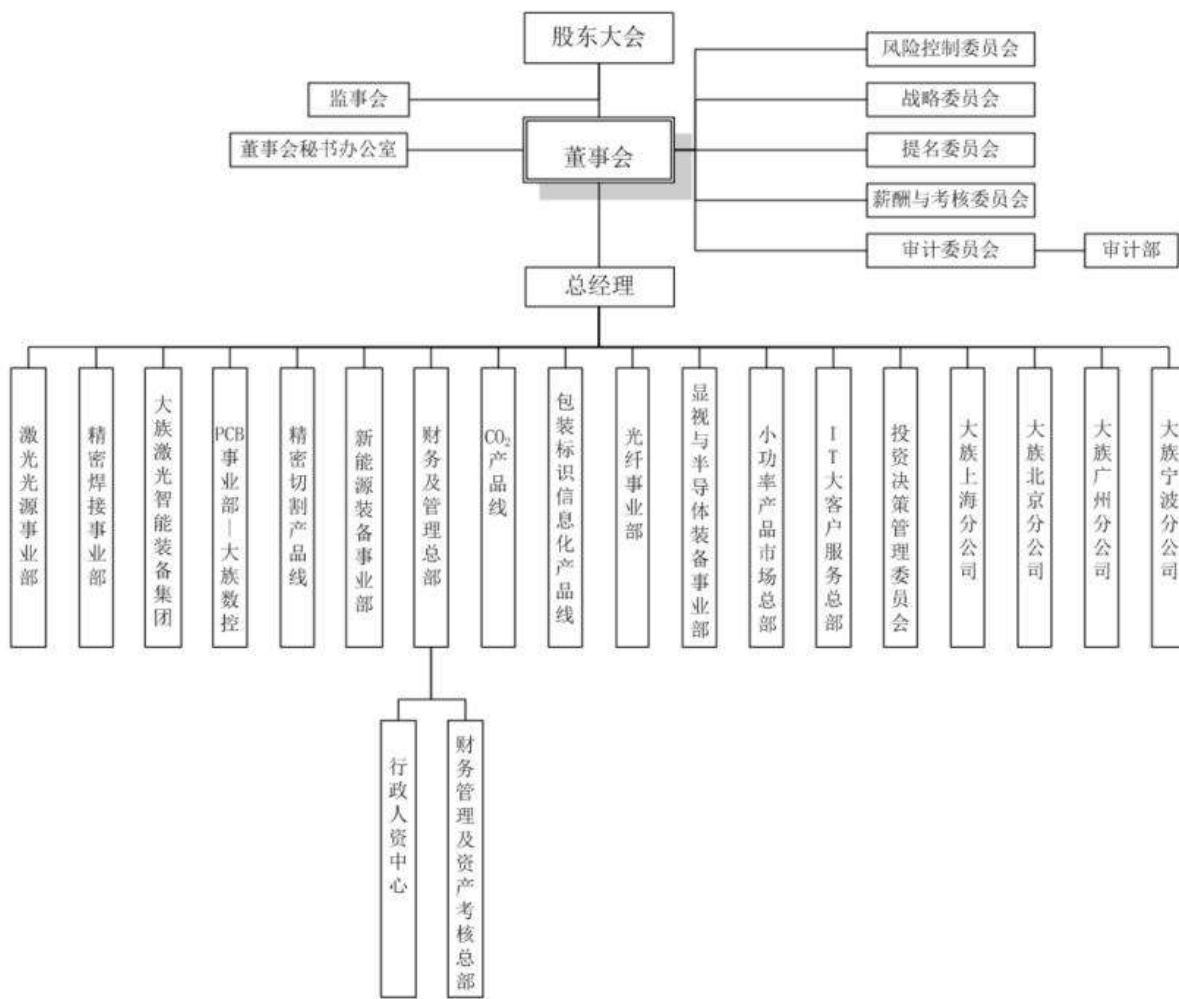 股东大会
风险控制委员会
监事会
战略委员会
董事会秘书办公室
董事会
提名委员会
薪酬与考核委员会
审计委员会
审计部
总经理
激光光源事业部
精密焊接事业部
大族激光智能装备集团
PCB事业部—大族数控
精密切割产品线
新能源装备事业部
财务及管理总部
CO₂产品线
包装标识信息化产品线
光纤事业部
显视与半导体装备事业部
小功率产品市场总部
IT大客户服务总部
投资决策管理委员会
大族上海分公司
大族北京分公司
大族广州分公司
大族宁波分公司
行政人资中心
财务管理及资产考核总部